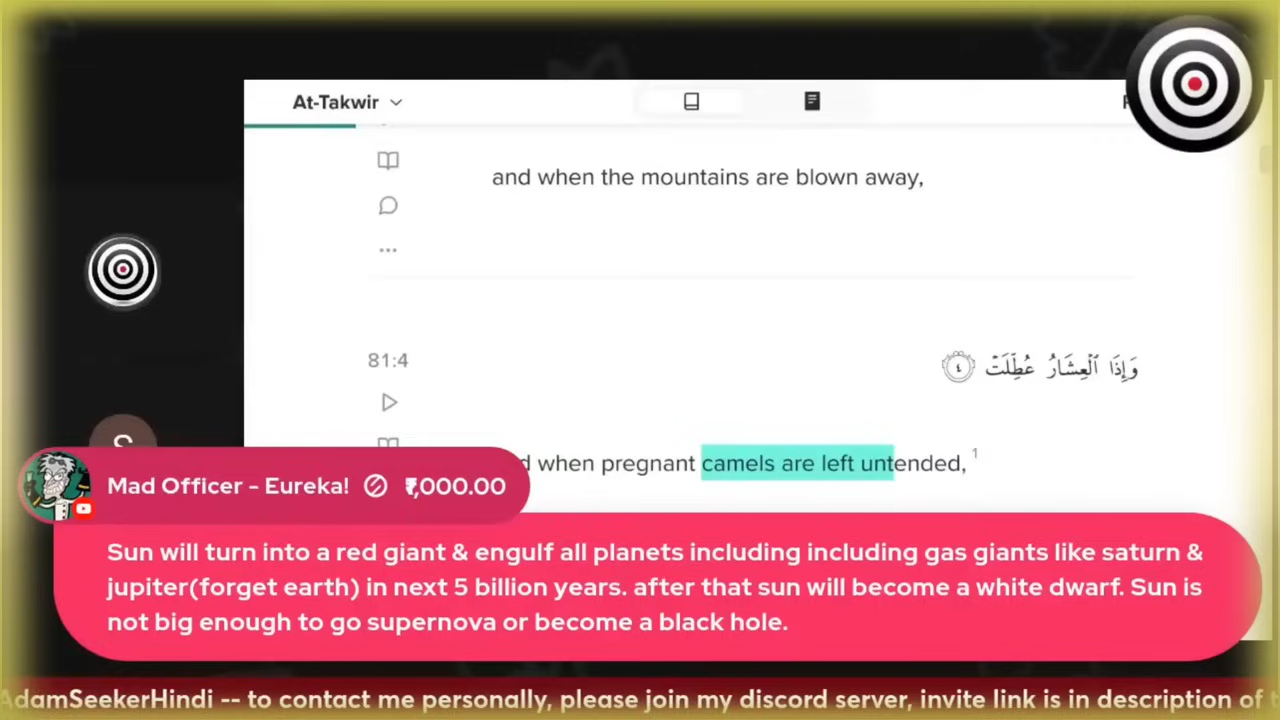 At-Takwir
and when the mountains are blown away,
81:4
وَإِذَا ٱلْعِشَارُ عُطِّلَتْ ٤
when pregnant camels are left untended, 1
Mad Officer - Eureka! ,000.00
Sun will turn into a red giant & engulf all planets including including gas giants like saturn &
jupiter(forget earth) in next 5 billion years. after that sun will become a white dwarf. Sun is
not big enough to go supernova or become a black hole.
AdamSeekerHindi -- to contact me personally, please join my discord server, invite link is in description of